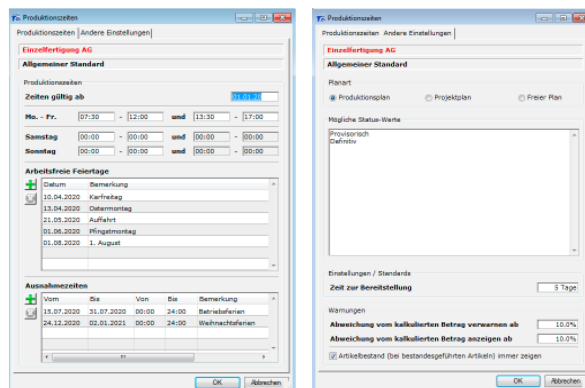 Produktionszeiten
Produktionszeiten Andere Einstellungen
Einzelfertigung AG
Allgemeiner Standard
Produktionszeiten
Zeiten gültig ab 01.01.20
Mo. - Fr. 07:30 - 12:00 und 13:30 - 17:00
Samstag 00:00 - 00:00 und 00:00 - 00:00
Sonntag 00:00 - 00:00 und 00:00 - 00:00
Arbeitsfreie Feiertage
Datum Bemerkung
10.04.2020 Karfreitag
13.04.2020 Ostermontag
21.05.2020 Auffahrt
01.06.2020 Pfingstmontag
01.08.2020 1. August
Ausnahmezeiten
Vom Bis Von Bis Bemerkung
15.07.2020 31.07.2020 00:00 24:00 Betriebsferien
24.12.2020 02.01.2021 00:00 24:00 Weihnachtsferien
OK Abbrechen
Produktionszeiten
Produktionszeiten Andere Einstellungen
Einzelfertigung AG
Allgemeiner Standard
Planart
Produktionsplan Projektplan Freier Plan
Mögliche Status-Werte
Provisorisch
Definitiv
Einstellungen / Standards
Zeit zur Bereitstellung 5 Tage
Warnungen
Abweichung vom kalkulierten Betrag verwarnen ab 10.0%
Abweichung vom kalkulierten Betrag anzeigen ab 10.0%
Artikelbestand (bei bestandesgeführten Artikeln) immer zeigen
OK Abbrechen